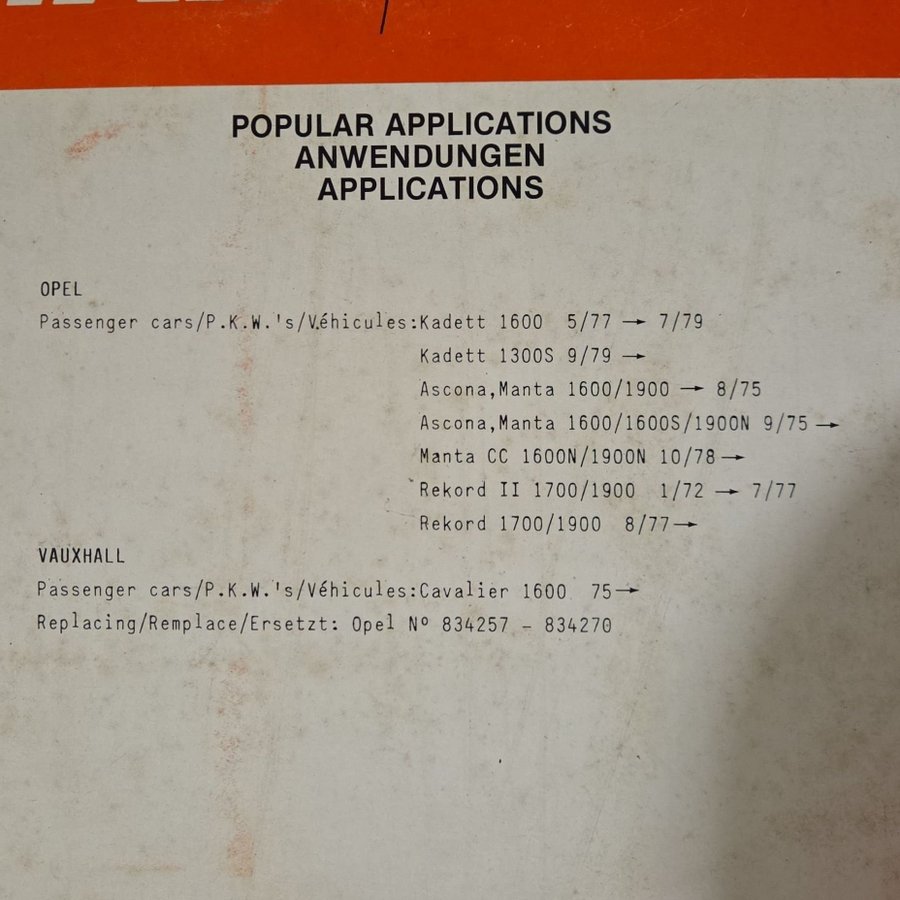 POPULAR APPLICATIONS
ANWENDUNGEN
APPLICATIONS
OPEL
Passenger cars/P.K.W.'s/Véhicules:Kadett 1600 5/77 → 7/79
Kadett 1300S 9/79 →
Ascona,Manta 1600/1900 → 8/75
Ascona,Manta 1600/1600S/1900N 9/75 →
Manta CC 1600N/1900N 10/78 →
Rekord II 1700/1900 1/72 → 7/77
Rekord 1700/1900 8/77 →
VAUXHALL
Passenger cars/P.K.W.'s/Véhicules:Cavalier 1600 75 →
Replacing/Remplace/Ersetzt: Opel Nº 834257 - 834270